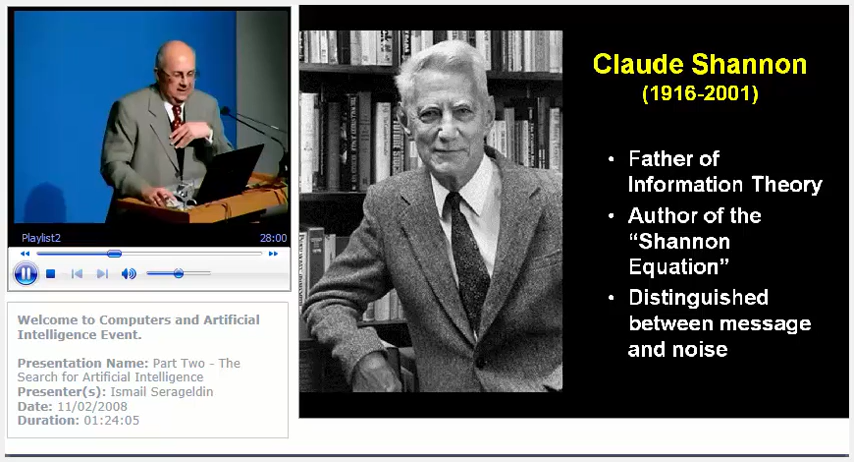 Playlist2 28:00
Welcome to Computers and Artificial
Intelligence Event.
Presentation Name: Part Two - The
Search for Artificial Intelligence
Presenter(s): Ismail Serageldin
Date: 11/02/2008
Duration: 01:24:05
Claude Shannon
(1916-2001)
• Father of
Information Theory
• Author of the
“Shannon
Equation”
• Distinguished
between message
and noise